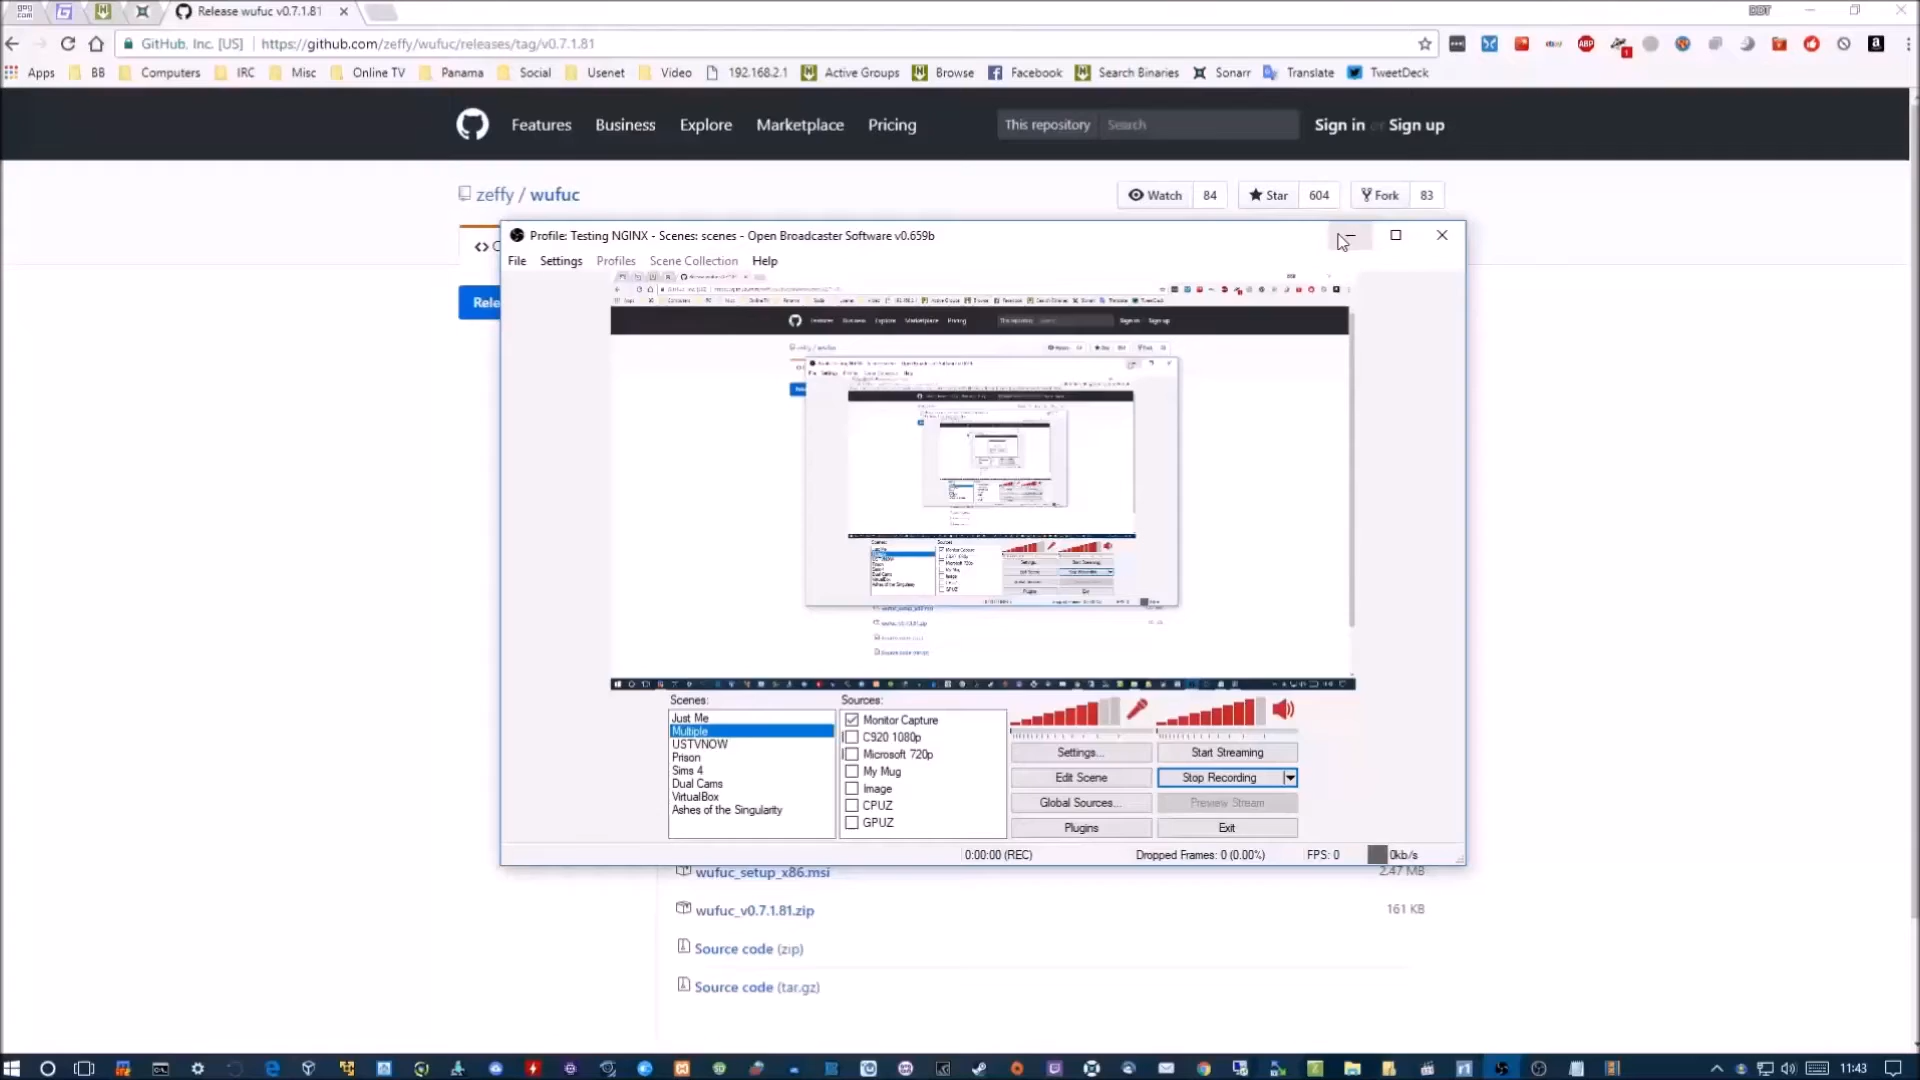 Release wufuc v0.7.1.81
GitHub, Inc. [US] https://github.com/zeffy/wufuc/releases/tag/v0.7.1.81
Apps BB Computers IRC Misc Online TV Panama Social Usenet Video 192.168.2.1 Active Groups Browse Facebook Search Binaries Sonarr Translate TweetDeck
Features Business Explore Marketplace Pricing This repository Search Sign in or Sign up
zeffy / wufuc Watch 84 Star 604 Fork 83
Profile: Testing NGINX - Scenes: scenes - Open Broadcaster Software v0.659b
File Settings Profiles Scene Collection Help
Rele
Scenes: Sources:
Just Me
Multiple
USTVNOW
Prison
Sims 4
Dual Cams
VirtualBox
Ashes of the Singularity
Monitor Capture
C920 1080p
Microsoft 720p
My Mug
Image
CPUZ
GPUZ
Settings... Start Streaming
Edit Scene Stop Recording
Global Sources... Preview Stream
Plugins Exit
0:00:00 (REC) Dropped Frames: 0 (0.00%) FPS: 0 0kb/s
wufuc_setup_x86.msi 2.47 MB
wufuc_v0.7.1.81.zip 161 KB
Source code (zip)
Source code (tar.gz)
11:43